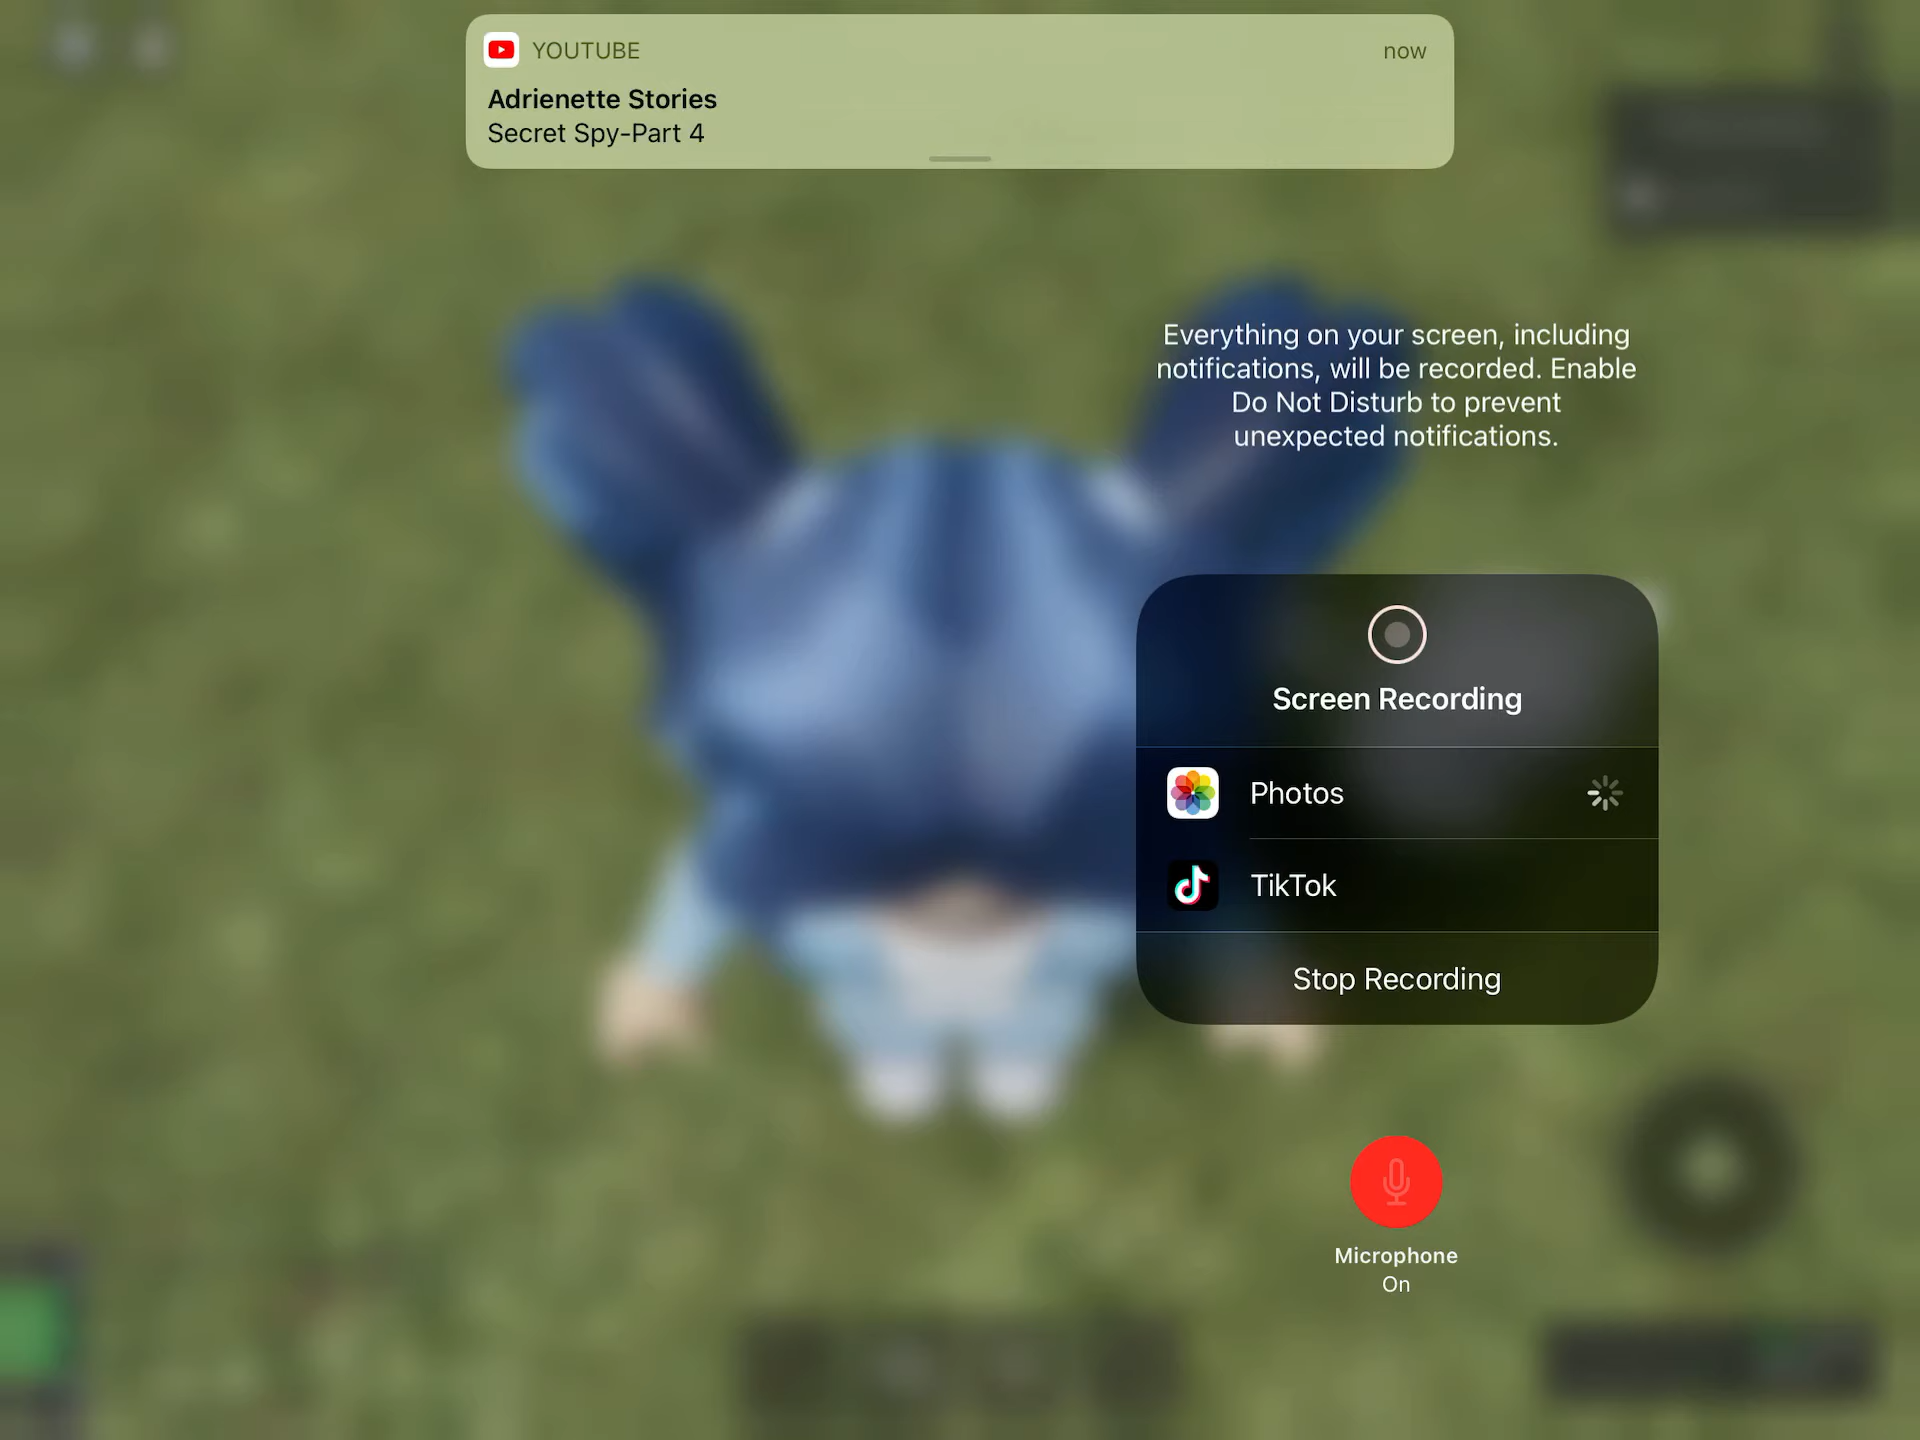 YOUTUBE
now
Adrienette Stories
Secret Spy-Part 4
Everything on your screen, including
notifications, will be recorded. Enable
Do Not Disturb to prevent
unexpected notifications.
Screen Recording
Photos
TikTok
Stop Recording
Microphone
On